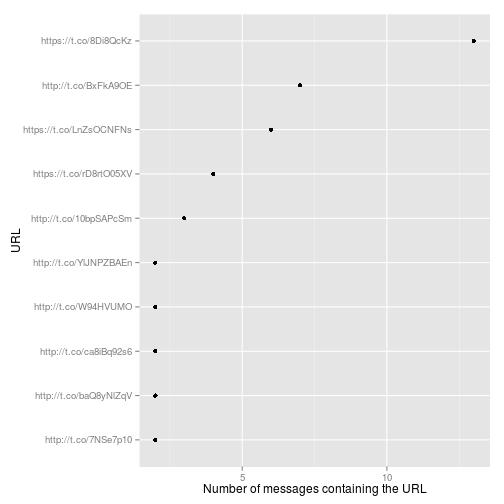 https://t.co/8Di8QcKz
http://t.co/BxFkA9OE
https://t.co/LnZsOCNFNs
https://t.co/rD8rtO05XV
http://t.co/10bpSAPcSm
http://t.co/YlJNPZBAEn
http://t.co/W94HVUMO
http://t.co/ca8iBq92s6
http://t.co/baQ8yNlZqV
http://t.co/7NSe7p10
URL
5 10
Number of messages containing the URL